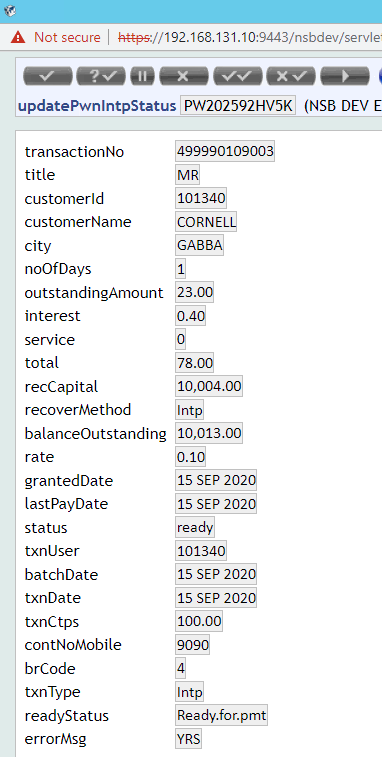 Not secure | https://192.168.131.10:9443/nsbdev/servlet
updatePwnIntpStatus PW202592HV5K (NSB DEV E
transactionNo 499990109003
title MR
customerId 101340
customerName CORNELL
city GABBA
noOfDays 1
outstandingAmount 23.00
interest 0.40
service 0
total 78.00
recCapital 10,004.00
recoverMethod Intp
balanceOutstanding 10,013.00
rate 0.10
grantedDate 15 SEP 2020
lastPayDate 15 SEP 2020
status ready
txnUser 101340
batchDate 15 SEP 2020
txnDate 15 SEP 2020
txnCtps 100.00
contNoMobile 9090
brCode 4
txnType Intp
readyStatus Ready.for.pmt
errorMsg YRS